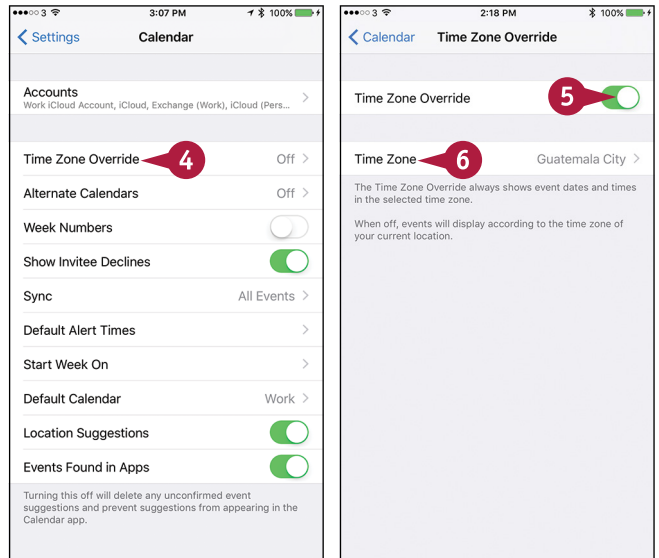 3 3:07 PM 100%
Settings Calendar
Accounts
Work iCloud Account, iCloud, Exchange (Work), iCloud (Pers...
Time Zone Override 4 Off
Alternate Calendars Off
Week Numbers
Show Invitee Declines
Sync All Events
Default Alert Times
Start Week On
Default Calendar Work
Location Suggestions
Events Found in Apps
Turning this off will delete any unconfirmed event
suggestions and prevent suggestions from appearing in the
Calendar app.
3 2:18 PM 100%
Calendar Time Zone Override
Time Zone Override 5
Time Zone 6 Guatemala City
The Time Zone Override always shows event dates and times
in the selected time zone.
When off, events will display according to the time zone of
your current location.